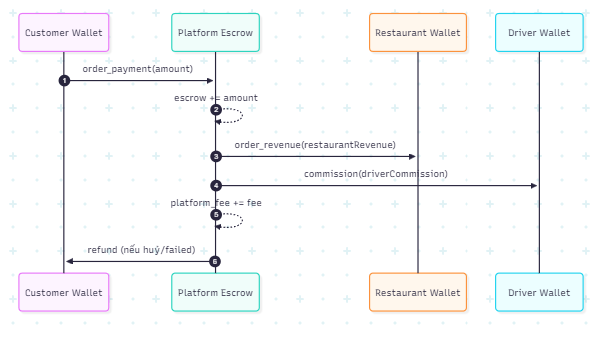 Customer Wallet
Platform Escrow
Restaurant Wallet
Driver Wallet
1
order_payment(amount)
escrow += amount
2
order_revenue(restaurantRevenue)
3
commission(driverCommission)
4
platform_fee += fee
5
refund (nếu huỷ/failed)
6
Customer Wallet
Platform Escrow
Restaurant Wallet
Driver Wallet